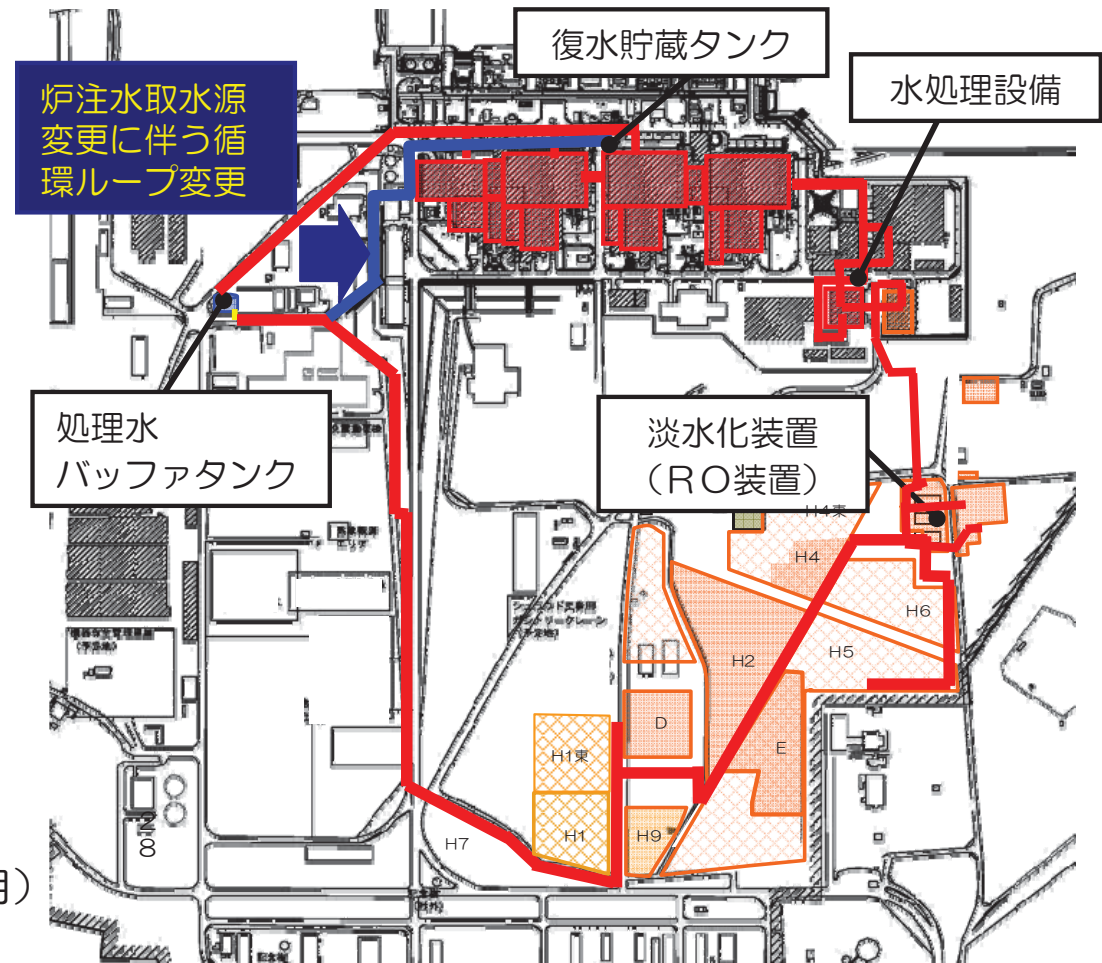 復水貯蔵タンク
水処理設備
炉注水取水源
変更に伴う循
環ループ変更
処理水
バッファタンク
淡水化装置
（ＲＯ装置）
H4東
H4
H6
H5
H2
D
E
H1東
H1
H9
H7
用）